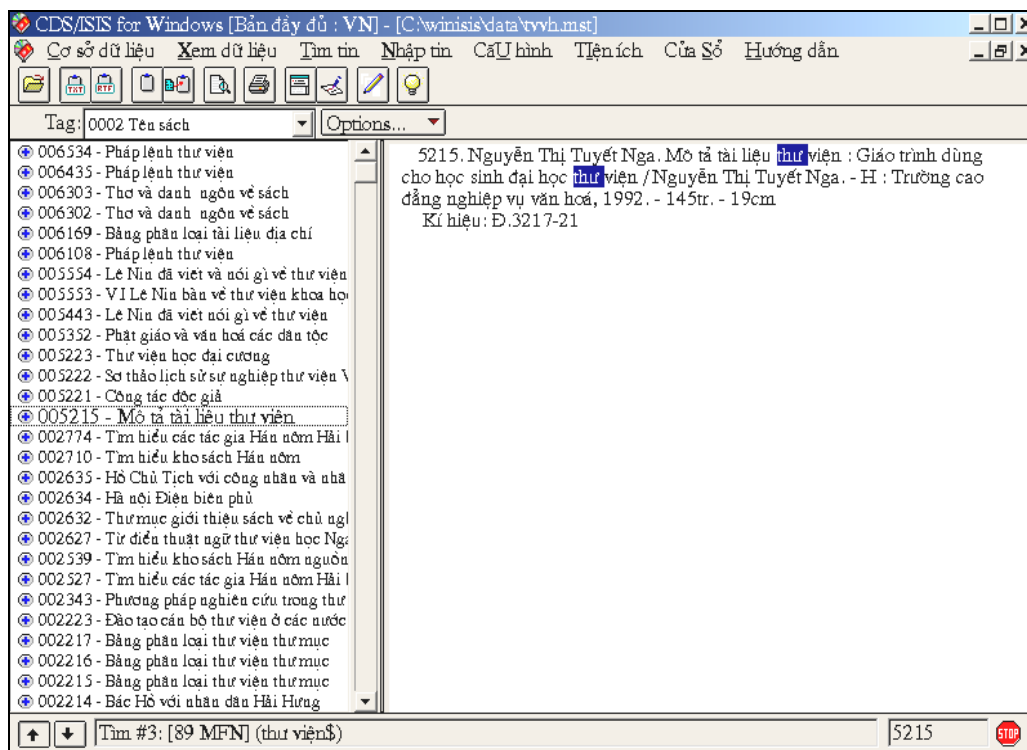 CDS/ISIS for Windows [Bản đầy đủ : VN] - [C:\winisis\data\tvvh.mst]
Cơ sở dữ liệu Xem dữ liệu Tìm tin Nhập tin CấU hình TIện ích Cửa Sổ Hướng dẫn
TXT RTF
Tag: 0002 Tên sách Options...
006534 - Pháp lệnh thư viện
006435 - Pháp lệnh thư viện
006303 - Thơ và danh ngôn về sách
006302 - Thơ và danh ngôn về sách
006169 - Bảng phân loại tài liệu địa chí
006108 - Pháp lệnh thư viện
005554 - Lê Nin đã viết và nói gì về thư viện
005553 - V I Lê Nin bàn về thư viện khoa học
005443 - Lê Nin đã viết nói gì về thư viện
005352 - Phật giáo và văn hoá các dân tộc
005223 - Thư viện học đại cương
005222 - Sơ thảo lịch sử sự nghiệp thư viện V
005221 - Công tác độc giả
005215 - Mô tả tài liệu thư viện
002774 - Tìm hiểu các tác gia Hán nôm Hải
002710 - Tìm hiểu kho sách Hán nôm
002635 - Hồ Chủ Tịch với công nhân và nhâ
002634 - Hà nội Điện biên phủ
002632 - Thư mục giới thiệu sách về chủ ngh
002627 - Từ điển thuật ngữ thư viện học Nga
002539 - Tìm hiểu kho sách Hán nôm nguồn
002527 - Tìm hiểu các tác gia Hán nôm Hải
002343 - Phương pháp nghiên cứu trong thư
002223 - Đào tạo cán bộ thư viện ở các nước
002217 - Bảng phân loại thư viện thư mục
002216 - Bảng phân loại thư viện thư mục
002215 - Bảng phân loại thư viện thư mục
002214 - Bác Hồ với nhân dân Hải Hưng
5215. Nguyễn Thị Tuyết Nga. Mô tả tài liệu thư viện : Giáo trình dùng
cho học sinh đại học thư viện / Nguyễn Thị Tuyết Nga. - H : Trường cao
đẳng nghiệp vụ văn hoá, 1992. - 145tr. - 19cm
Kí hiệu: Đ.3217-21
Tìm #3: [89 MFN] (thư viện$) 5215 STOP